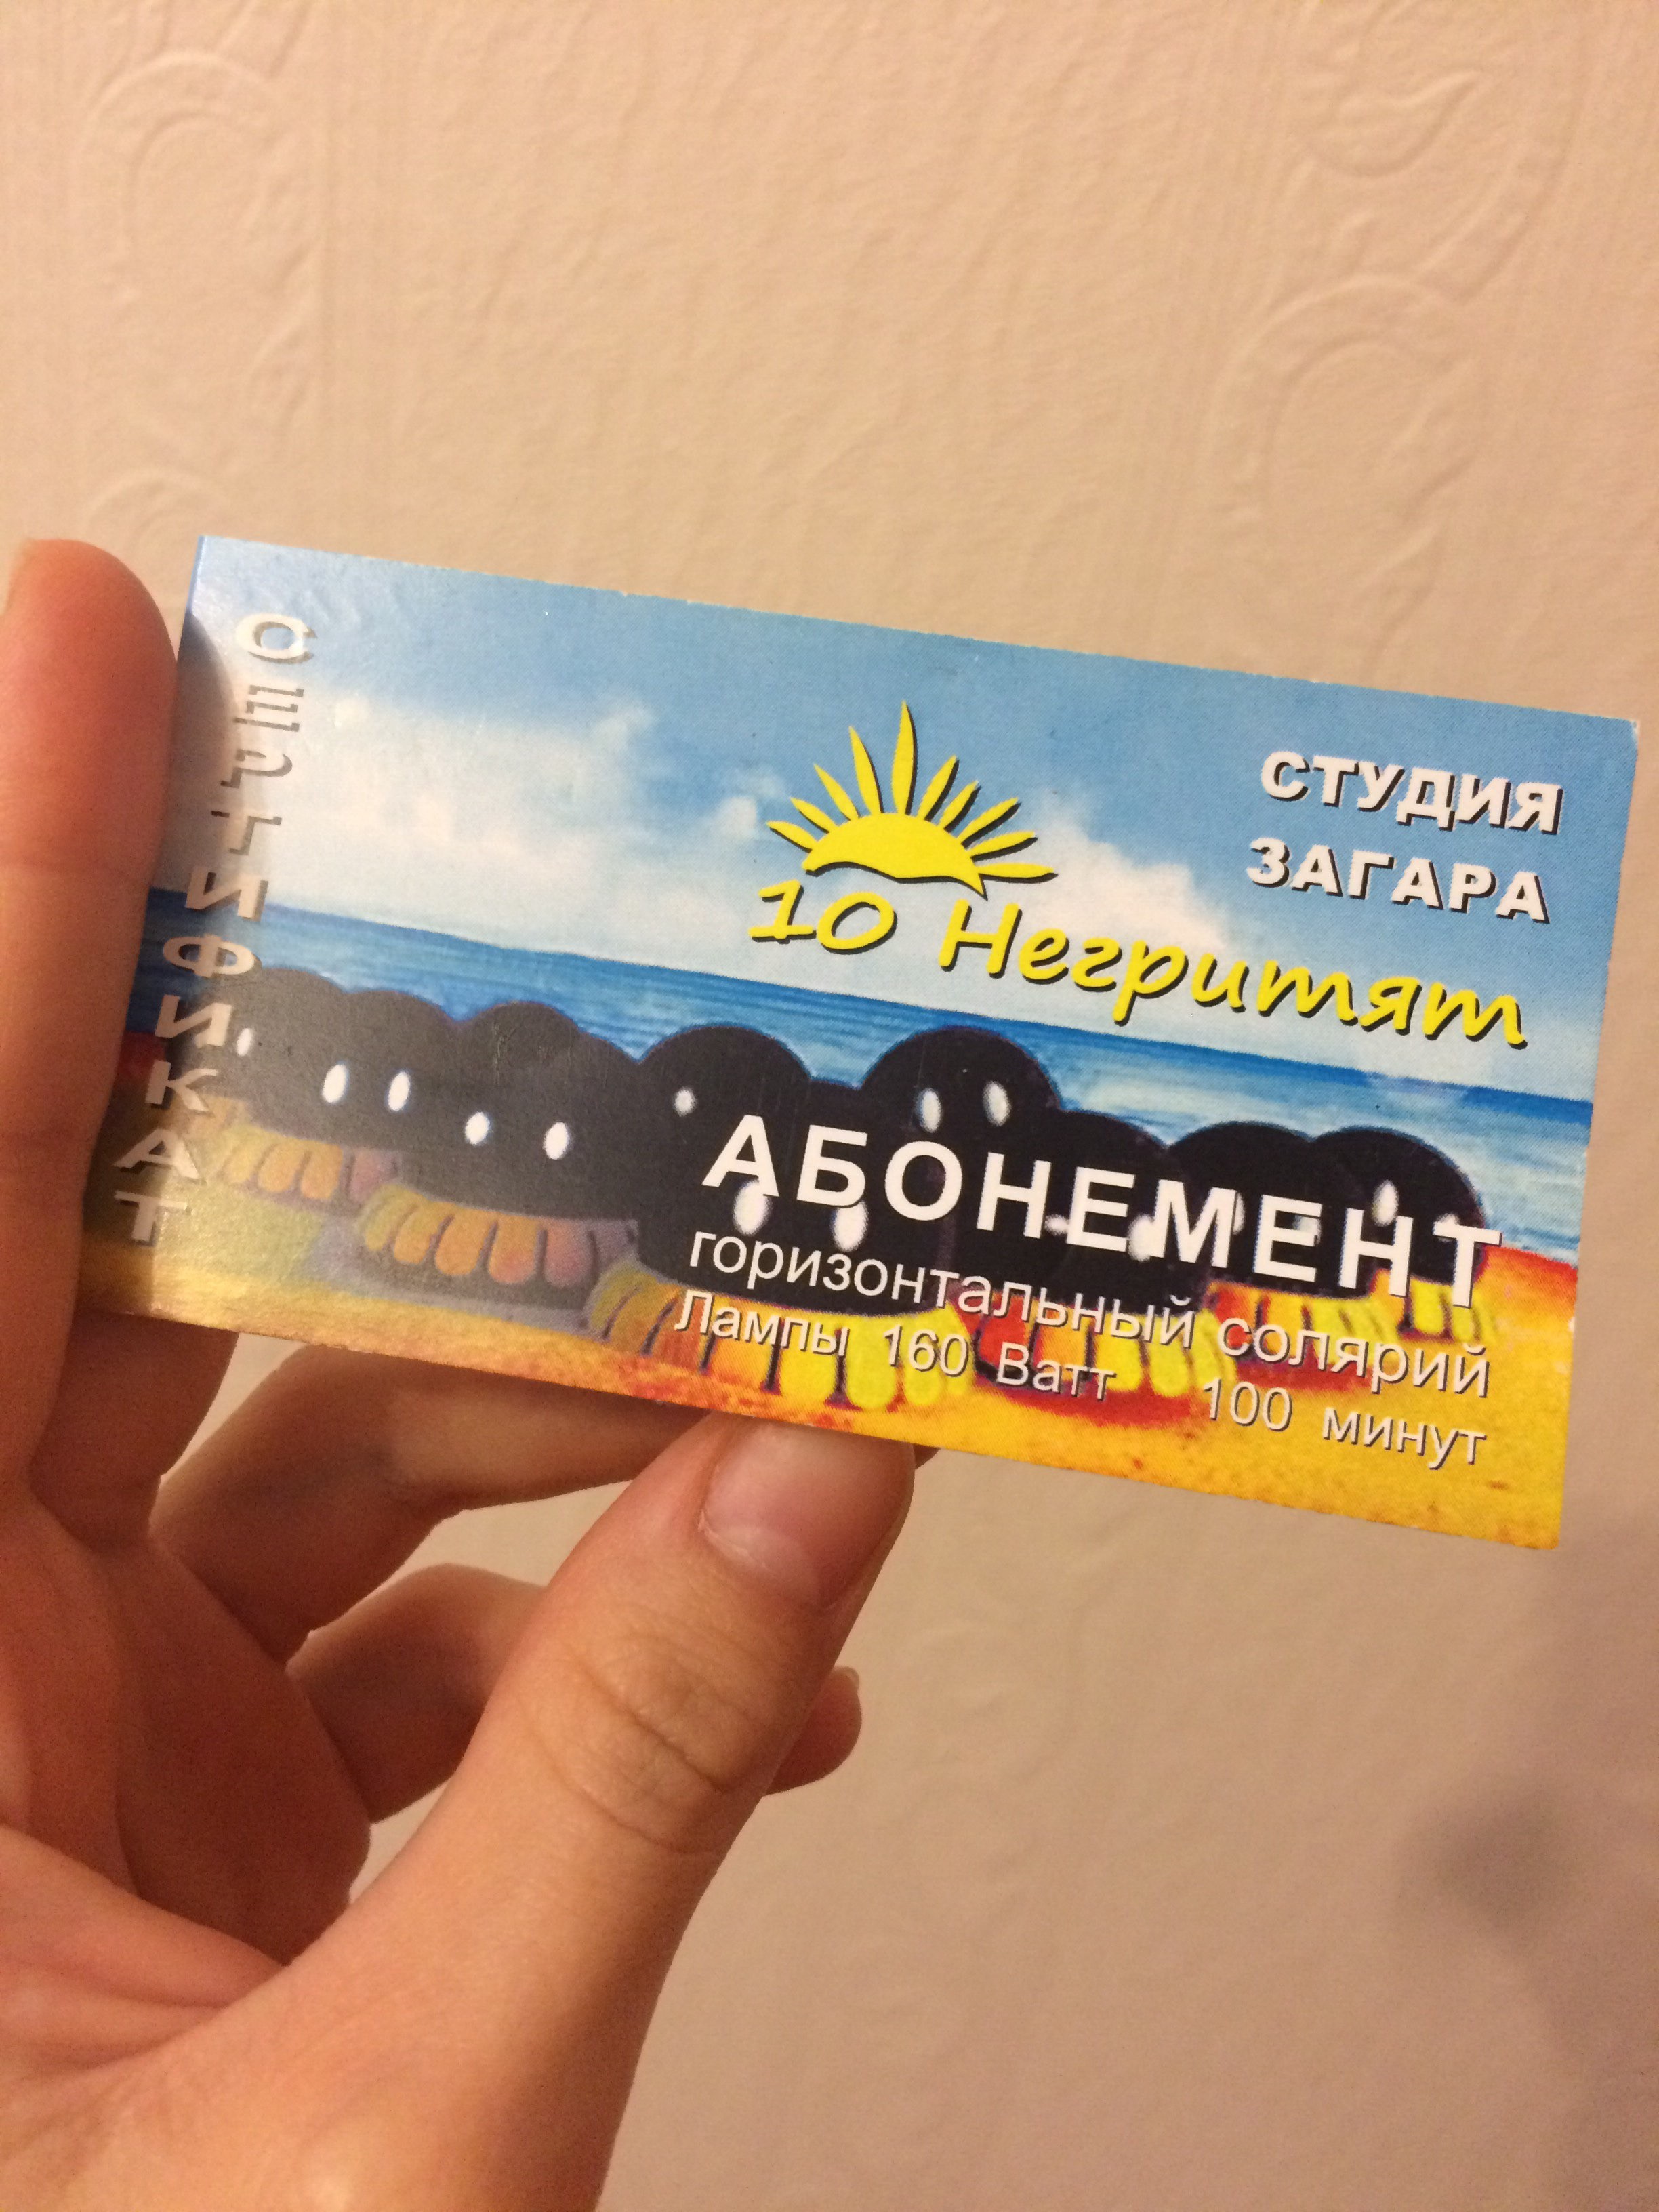 СЕРТИФИКАТ
СТУДИЯ
ЗАГАРА
10 Негритят
АБОНЕМЕНТ
горизонтальный солярий
Лампы 160 Ватт 100 минут